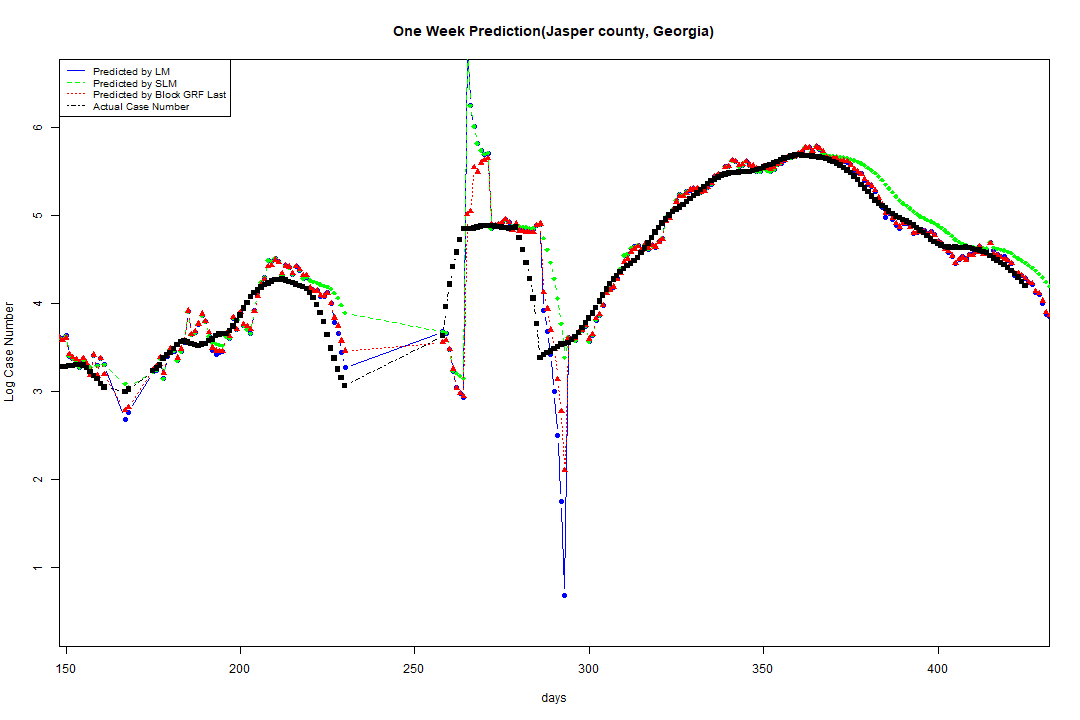 One Week Prediction(Jasper county, Georgia)
Predicted by LM
Predicted by SLM
Predicted by Block GRF Last
Actual Case Number
Log Case Number
6
5
4
3
2
1
150 200 250 300 350 400
days